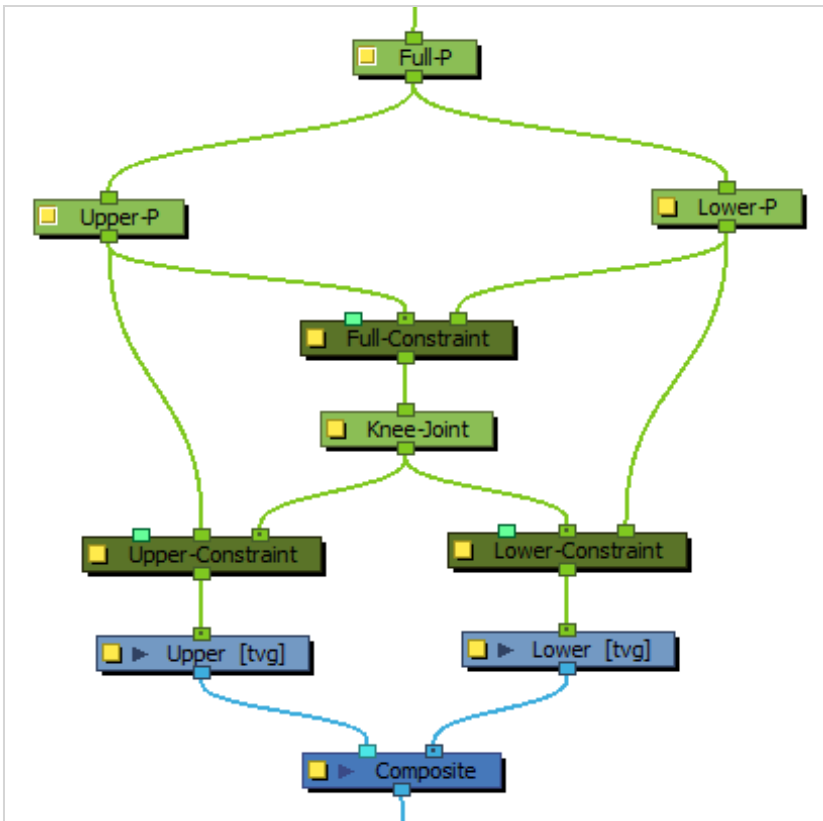 Full-P
Upper-P
Lower-P
Full-Constraint
Knee-Joint
Upper-Constraint
Lower-Constraint
Upper [tvg]
Lower [tvg]
Composite